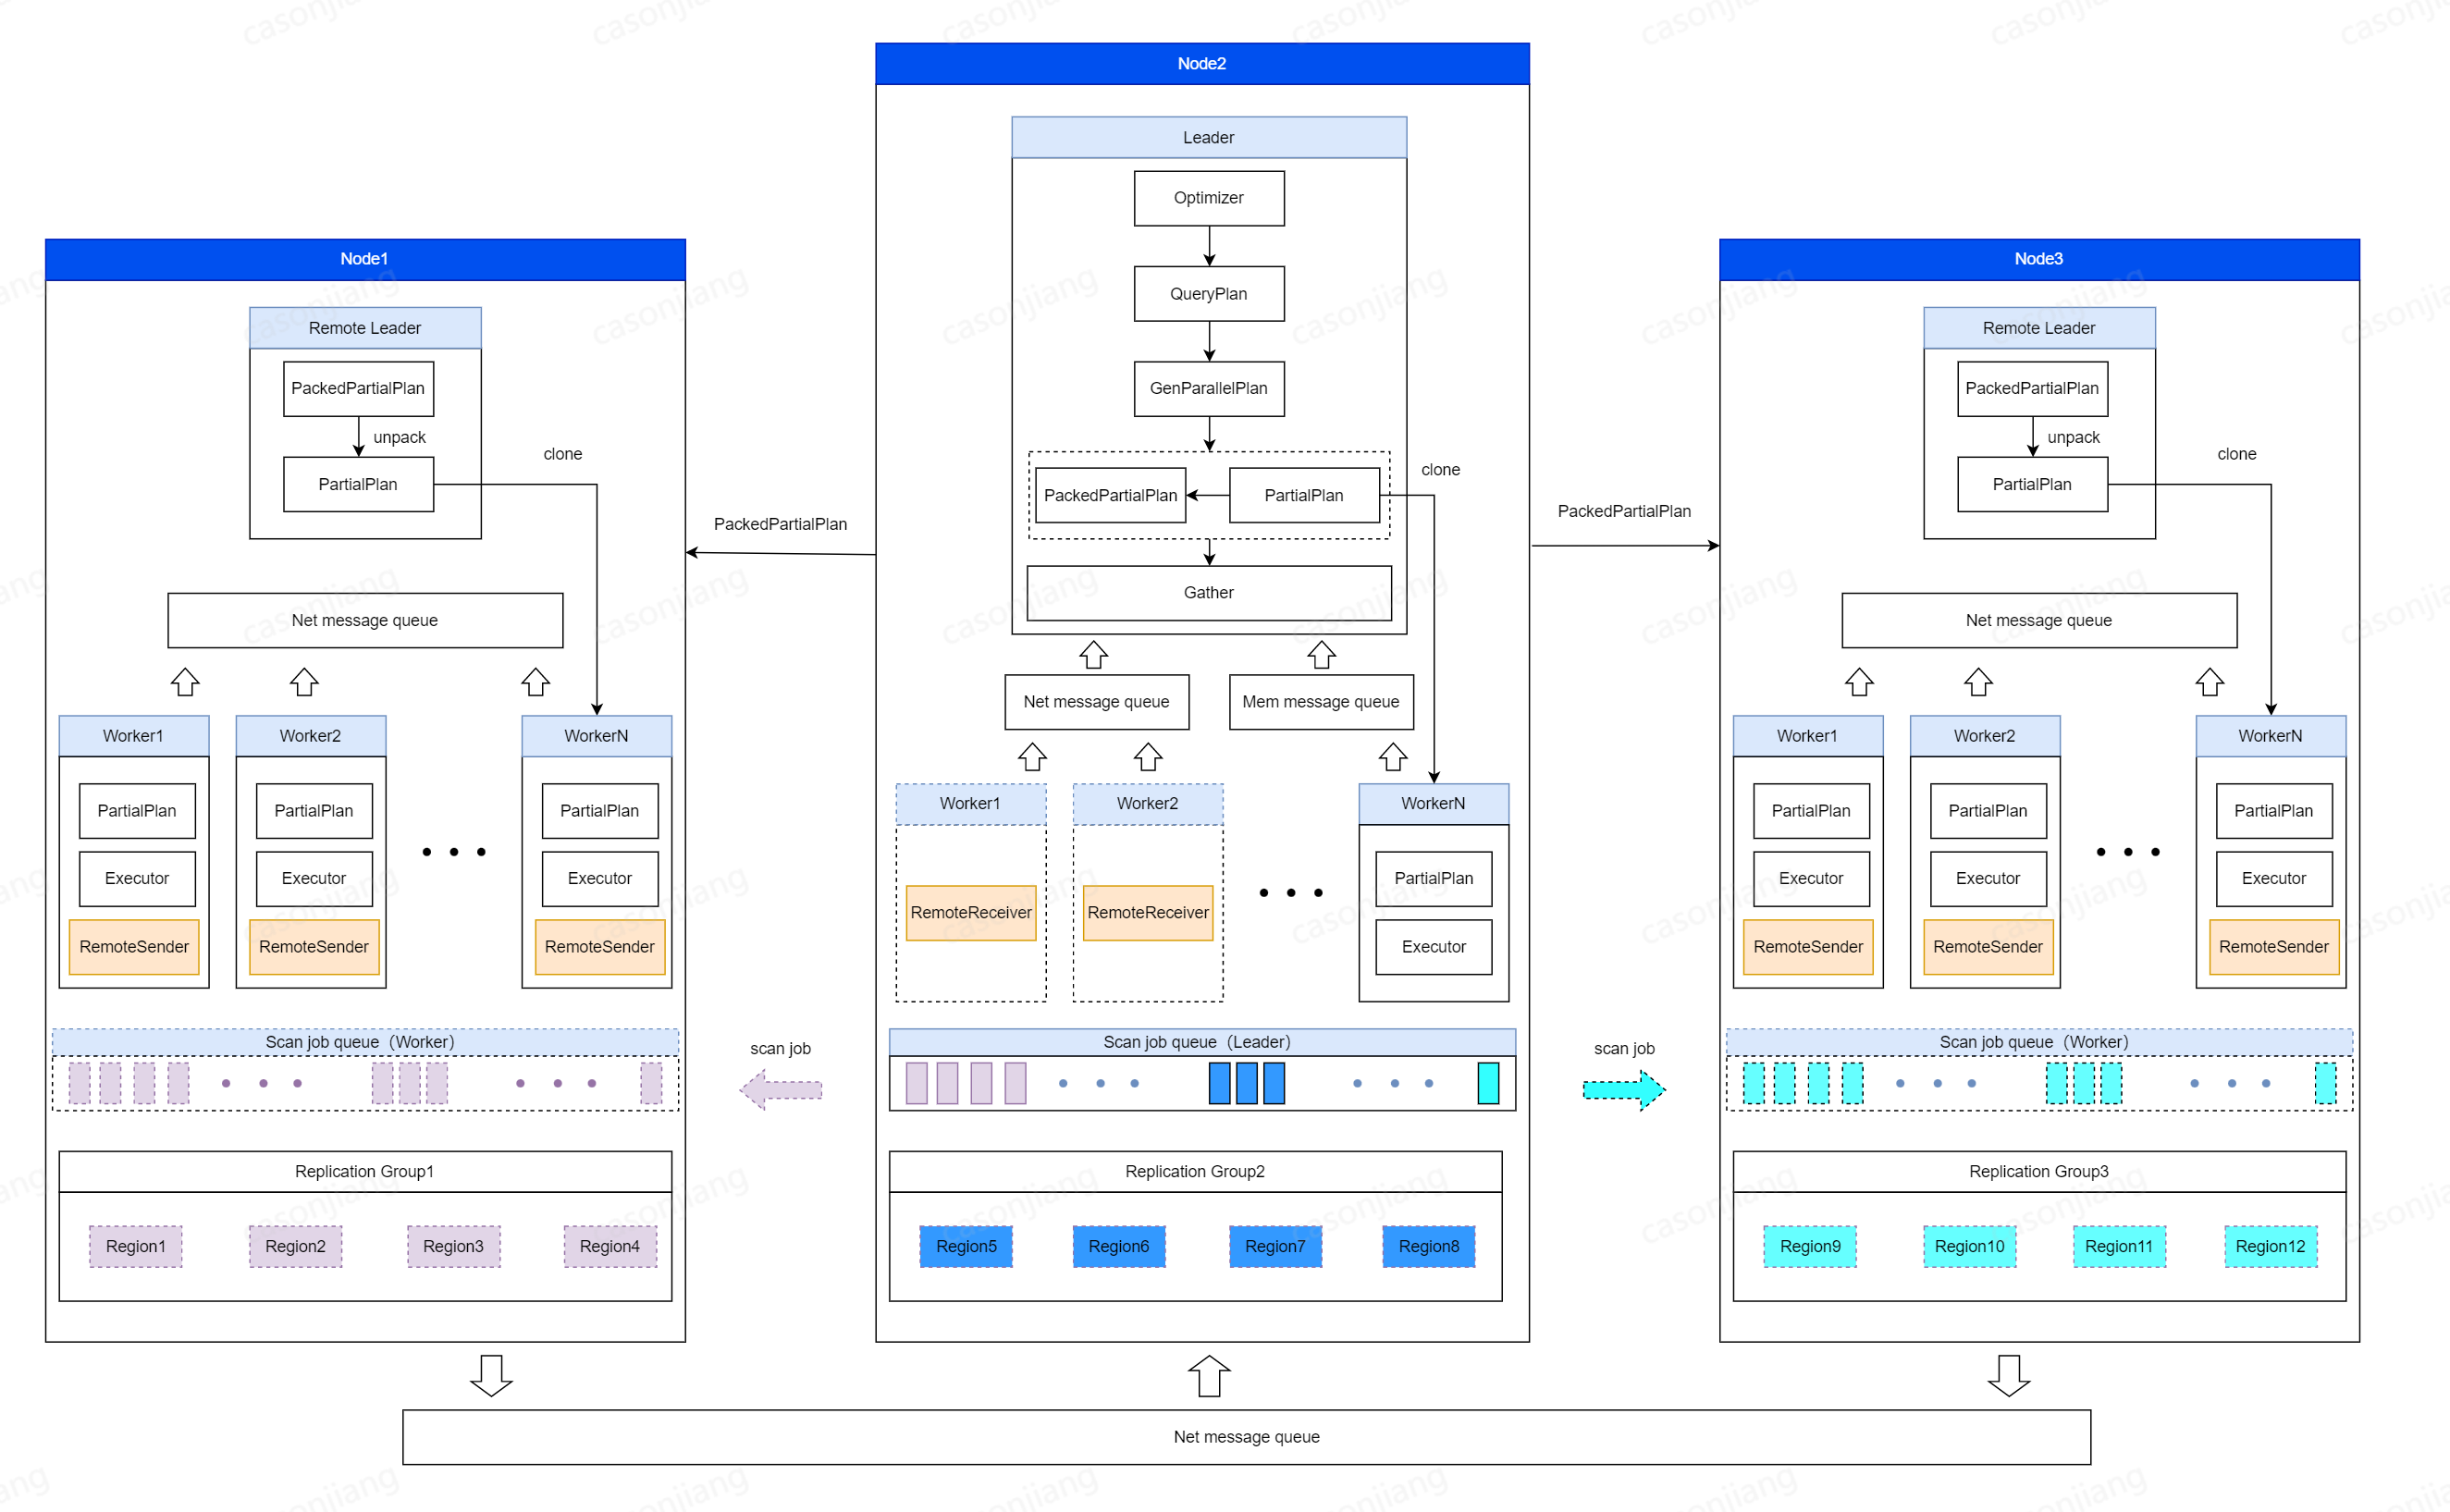 Node2
Leader
Optimizer
QueryPlan
GenParallelPlan
PackedPartialPlan
PartialPlan
clone
Gather
Net message queue
Mem message queue
Worker1
Worker2
WorkerN
RemoteReceiver
RemoteReceiver
PartialPlan
Executor
Scan job queue（Leader）
Replication Group2
Region5
Region6
Region7
Region8
Node1
Remote Leader
PackedPartialPlan
unpack
PartialPlan
clone
Net message queue
Worker1
Worker2
WorkerN
PartialPlan
PartialPlan
PartialPlan
Executor
Executor
Executor
RemoteSender
RemoteSender
RemoteSender
Scan job queue（Worker）
Replication Group1
Region1
Region2
Region3
Region4
PackedPartialPlan
scan job
PackedPartialPlan
scan job
Node3
Remote Leader
PackedPartialPlan
unpack
PartialPlan
clone
Net message queue
Worker1
Worker2
WorkerN
PartialPlan
PartialPlan
PartialPlan
Executor
Executor
Executor
RemoteSender
RemoteSender
RemoteSender
Scan job queue（Worker）
Replication Group3
Region9
Region10
Region11
Region12
Net message queue
casonjiang